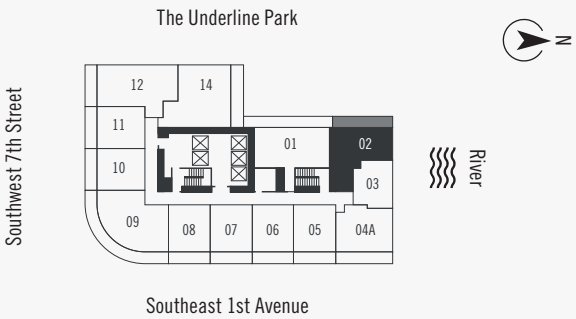 The Underline Park
N
Southwest 7th Street
12
14
11
01
02
10
03
River
09
08
07
06
05
04A
Southeast 1st Avenue